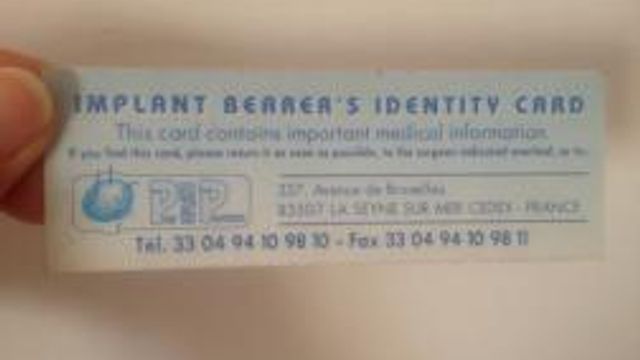 IMPLANT BEARER'S IDENTITY CARD
This card contains important medical information.
If you find this card, please return it as soon as possible, to the surgeon indicated overleaf, or to:
PIP
337, Avenue de Bruxelles
83507 LA SEYNE SUR MER CEDEX - FRANCE
Tel. 33 04 94 10 98 10 - Fax 33 04 94 10 98 11